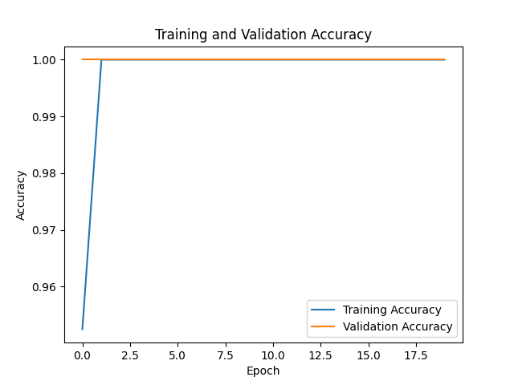 Training and Validation Accuracy
1.00
0.99
0.98
0.97
0.96
Accuracy
Training Accuracy
Validation Accuracy
0.0 2.5 5.0 7.5 10.0 12.5 15.0 17.5
Epoch